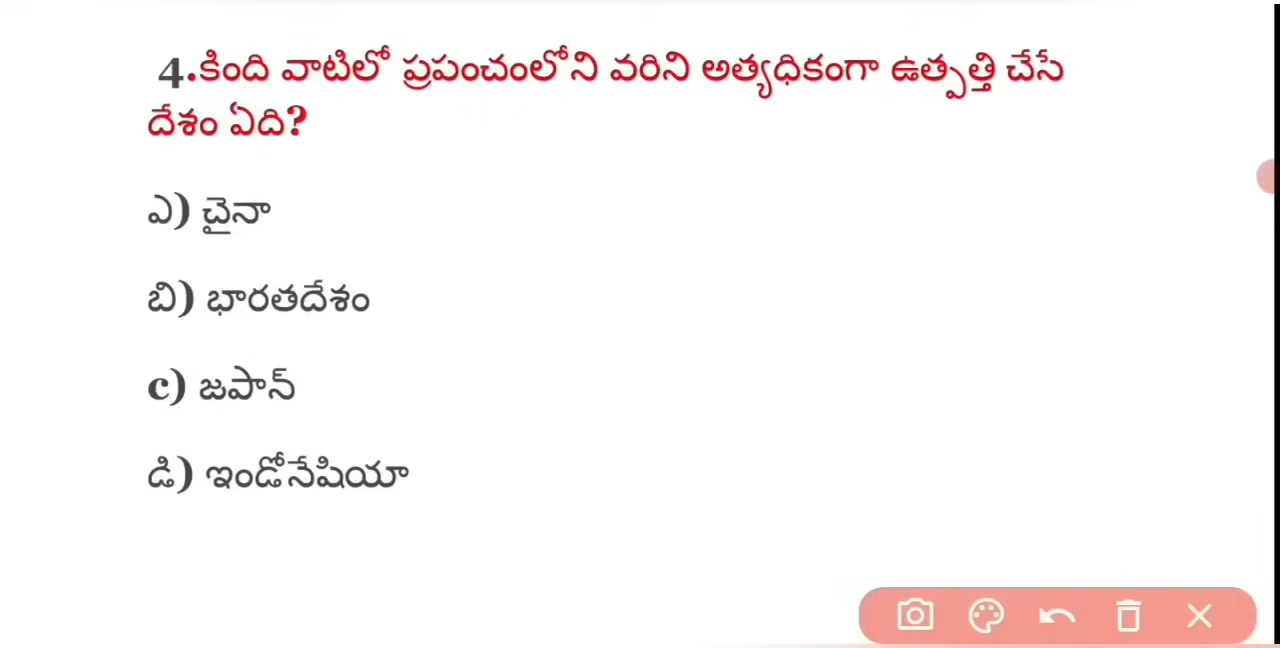 4.కింది వాటిలో ప్రపంచంలోని వరిని అత్యధికంగా ఉత్పత్తి చేసే
దేశం ఏది?
ఎ) చైనా
బి) భారతదేశం
c) జపాన్
డి) ఇండోనేషియా